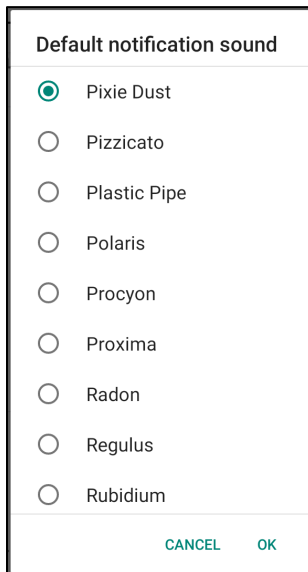 Default notification sound
Pixie Dust
Pizzicato
Plastic Pipe
Polaris
Procyon
Proxima
Radon
Regulus
Rubidium
CANCEL OK